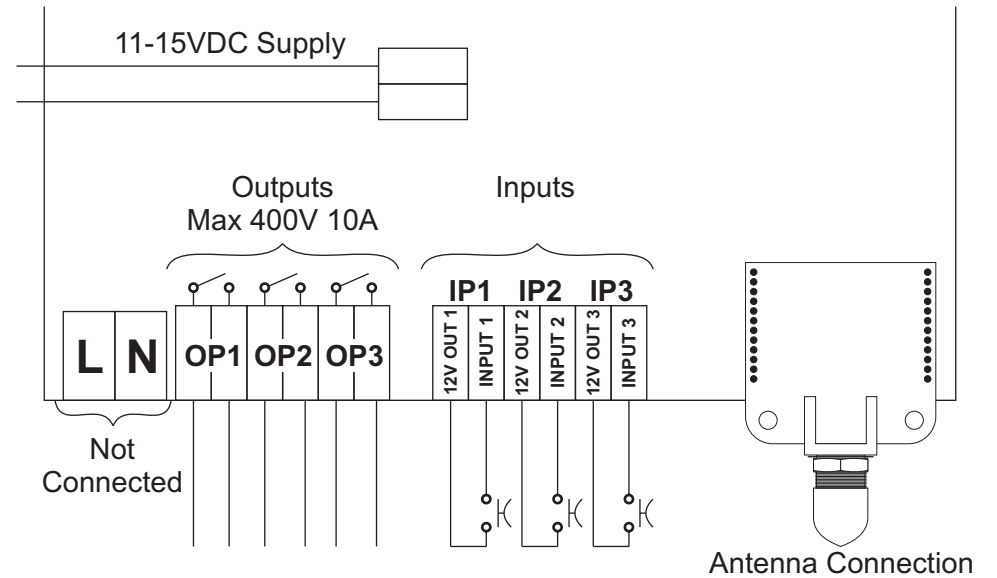 11-15VDC Supply
Outputs
Max 400V 10A
Inputs
IP1 IP2 IP3
L N OP1 OP2 OP3
12V OUT 1
INPUT 1
12V OUT 2
INPUT 2
12V OUT 3
INPUT 3
Not
Connected
Antenna Connection